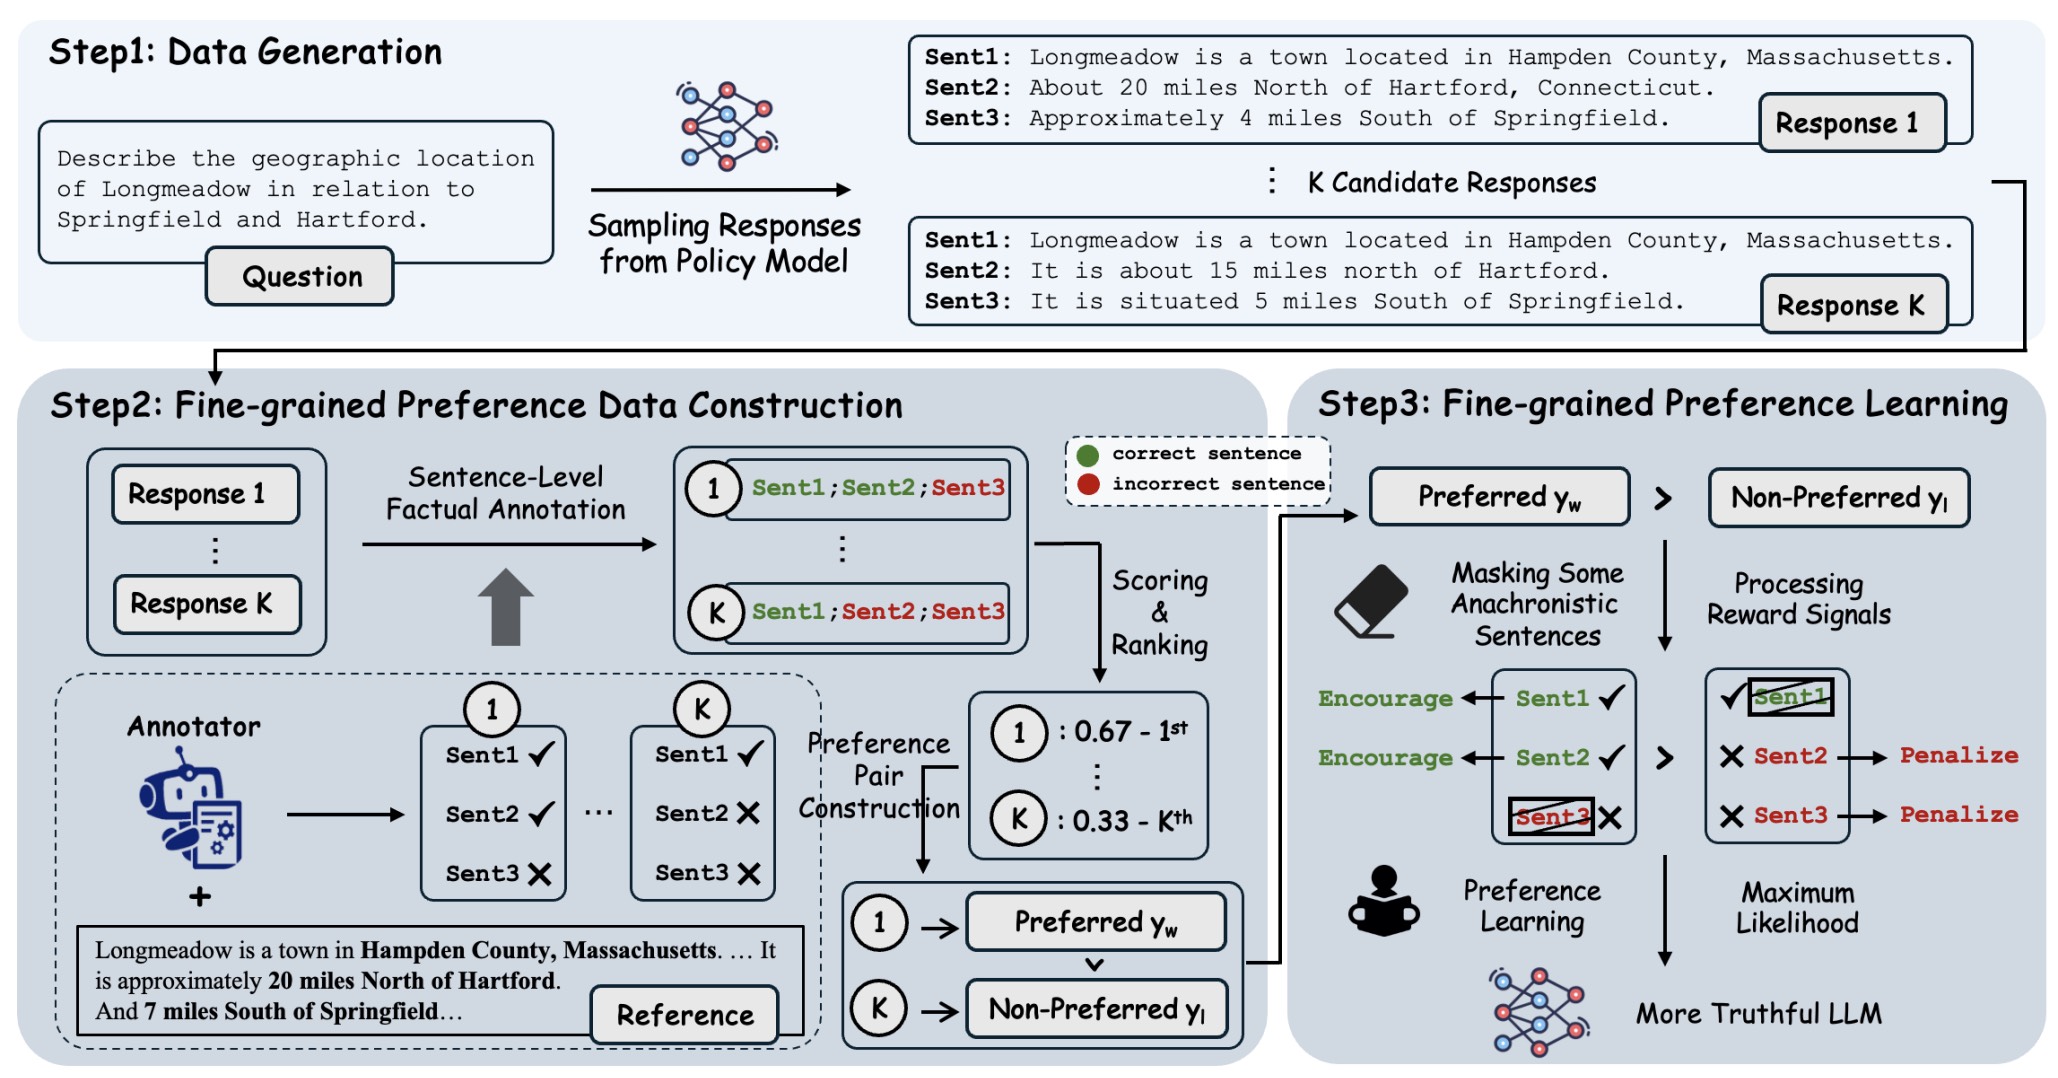 Step1: Data Generation
Describe the geographic location
of Longmeadow in relation to
Springfield and Hartford.
Question
Sampling Responses
from Policy Model
Sent1: Longmeadow is a town located in Hampden County, Massachusetts.
Sent2: About 20 miles North of Hartford, Connecticut.
Sent3: Approximately 4 miles South of Springfield.
Response 1
⋮ K Candidate Responses
Sent1: Longmeadow is a town located in Hampden County, Massachusetts.
Sent2: It is about 15 miles north of Hartford.
Sent3: It is situated 5 miles South of Springfield.
Response K
Step2: Fine-grained Preference Data Construction
Response 1
⋮
Response K
Sentence-Level
Factual Annotation
1 Sent1;Sent2;Sent3
⋮
K Sent1;Sent2;Sent3
correct sentence
incorrect sentence
Scoring
&
Ranking
Annotator
+
1
Sent1 ✓
Sent2 ✓
Sent3 ✕
...
K
Sent1 ✓
Sent2 ✕
Sent3 ✕
Longmeadow is a town in Hampden County, Massachusetts. … It
is approximately 20 miles North of Hartford.
And 7 miles South of Springfield…
Reference
Preference
Pair
Construction
1 : 0.67 - 1st
⋮
K : 0.33 - Kth
1 → Preferred yw
>
K → Non-Preferred yl
Step3: Fine-grained Preference Learning
Preferred yw > Non-Preferred yl
Masking Some
Anachronistic
Sentences
Processing
Reward Signals
Encourage ← Sent1 ✓
Encourage ← Sent2 ✓
Sent3 ✕
>
✓ Sent1
✕ Sent2 → Penalize
✕ Sent3 → Penalize
Preference
Learning
Maximum
Likelihood
More Truthful LLM